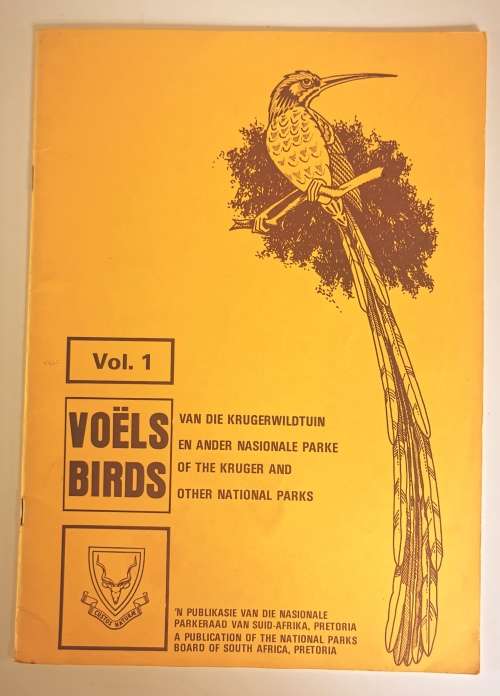 Vol. 1
VOËLS
VAN DIE KRUGERWILDTUIN
EN ANDER NASIONALE PARKE
BIRDS
OF THE KRUGER AND
OTHER NATIONAL PARKS
CUSTOS NATURÆ
'N PUBLIKASIE VAN DIE NASIONALE
PARKERAAD VAN SUID-AFRIKA, PRETORIA
A PUBLICATION OF THE NATIONAL PARKS
BOARD OF SOUTH AFRICA, PRETORIA